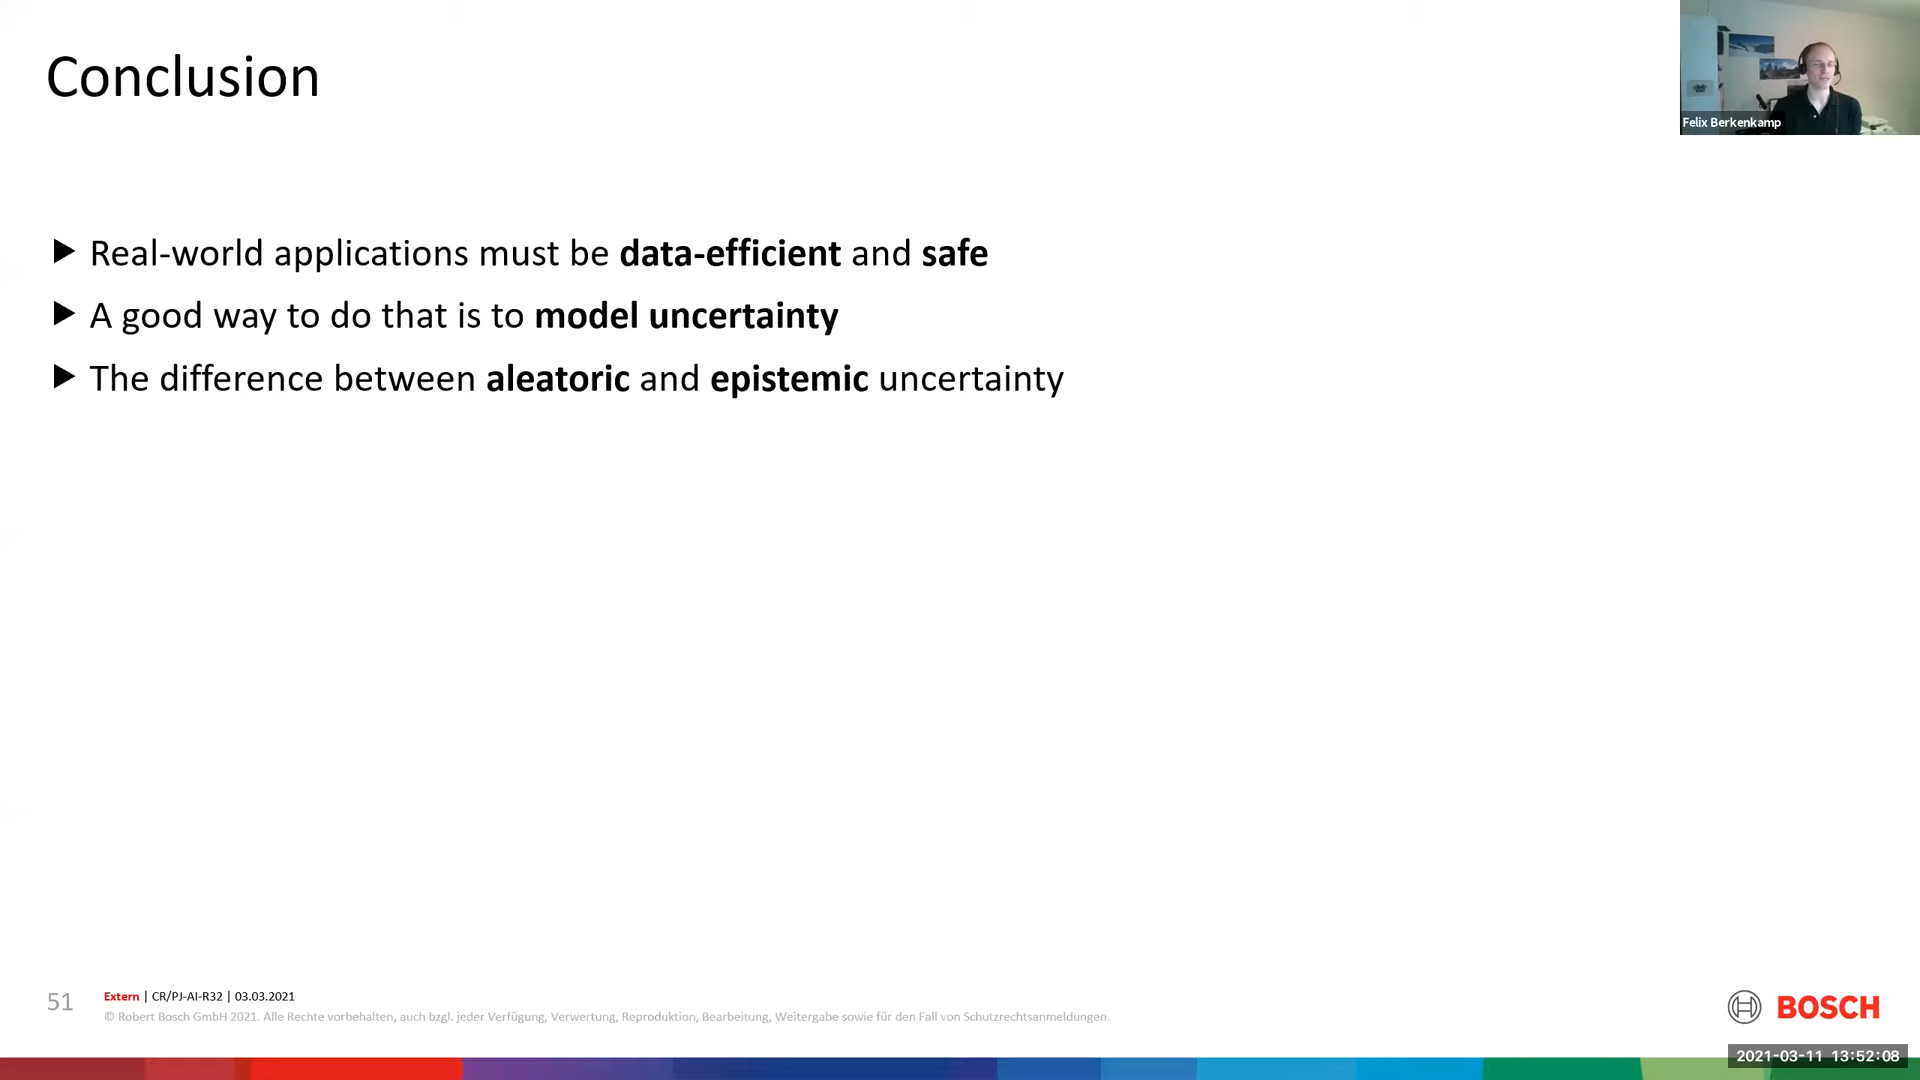 Conclusion
Felix Berkenkamp
Real-world applications must be data-efficient and safe
A good way to do that is to model uncertainty
The difference between aleatoric and epistemic uncertainty
51
Extern | CR/PJ-AI-R32 | 03.03.2021
© Robert Bosch GmbH 2021. Alle Rechte vorbehalten, auch bzgl. jeder Verfügung, Verwertung, Reproduktion, Bearbeitung, Weitergabe sowie für den Fall von Schutzrechtsanmeldungen.
BOSCH
2021-03-11 13:52:08